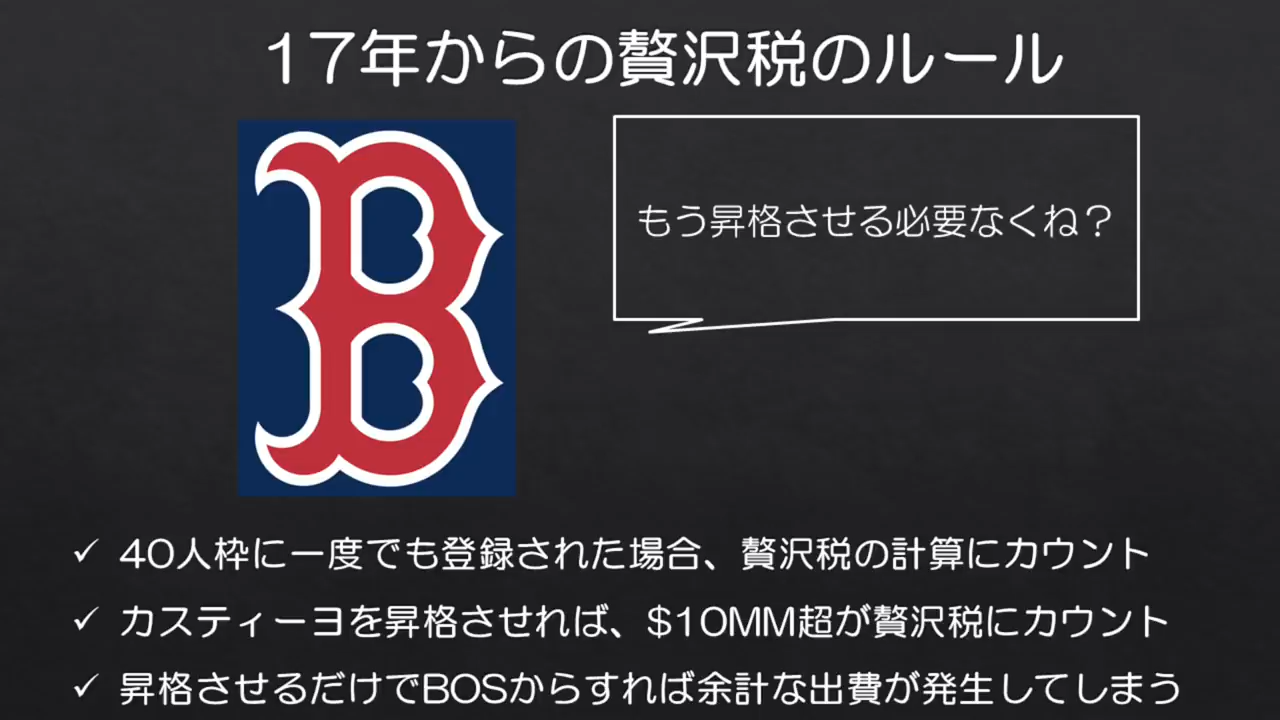 17年からの贅沢税のルール
B
もう昇格させる必要なくね？
40人枠に一度でも登録された場合、贅沢税の計算にカウント
カスティーヨを昇格させれば、$10MM超が贅沢税にカウント
昇格させるだけでBOSからすれば余計な出費が発生してしまう